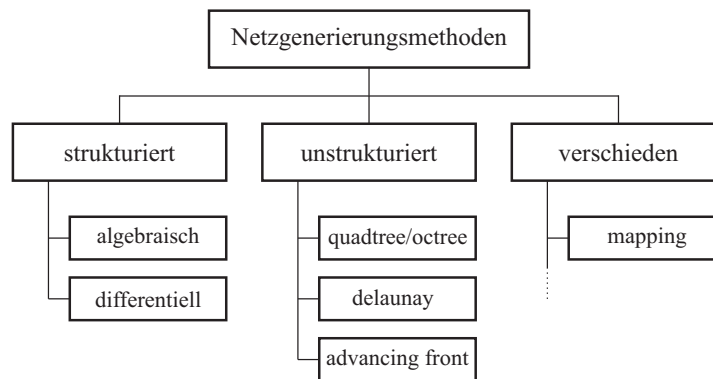 Netzgenerierungsmethoden
strukturiert
unstrukturiert
verschieden
algebraisch
quadtree/octree
mapping
differentiell
delaunay
advancing front